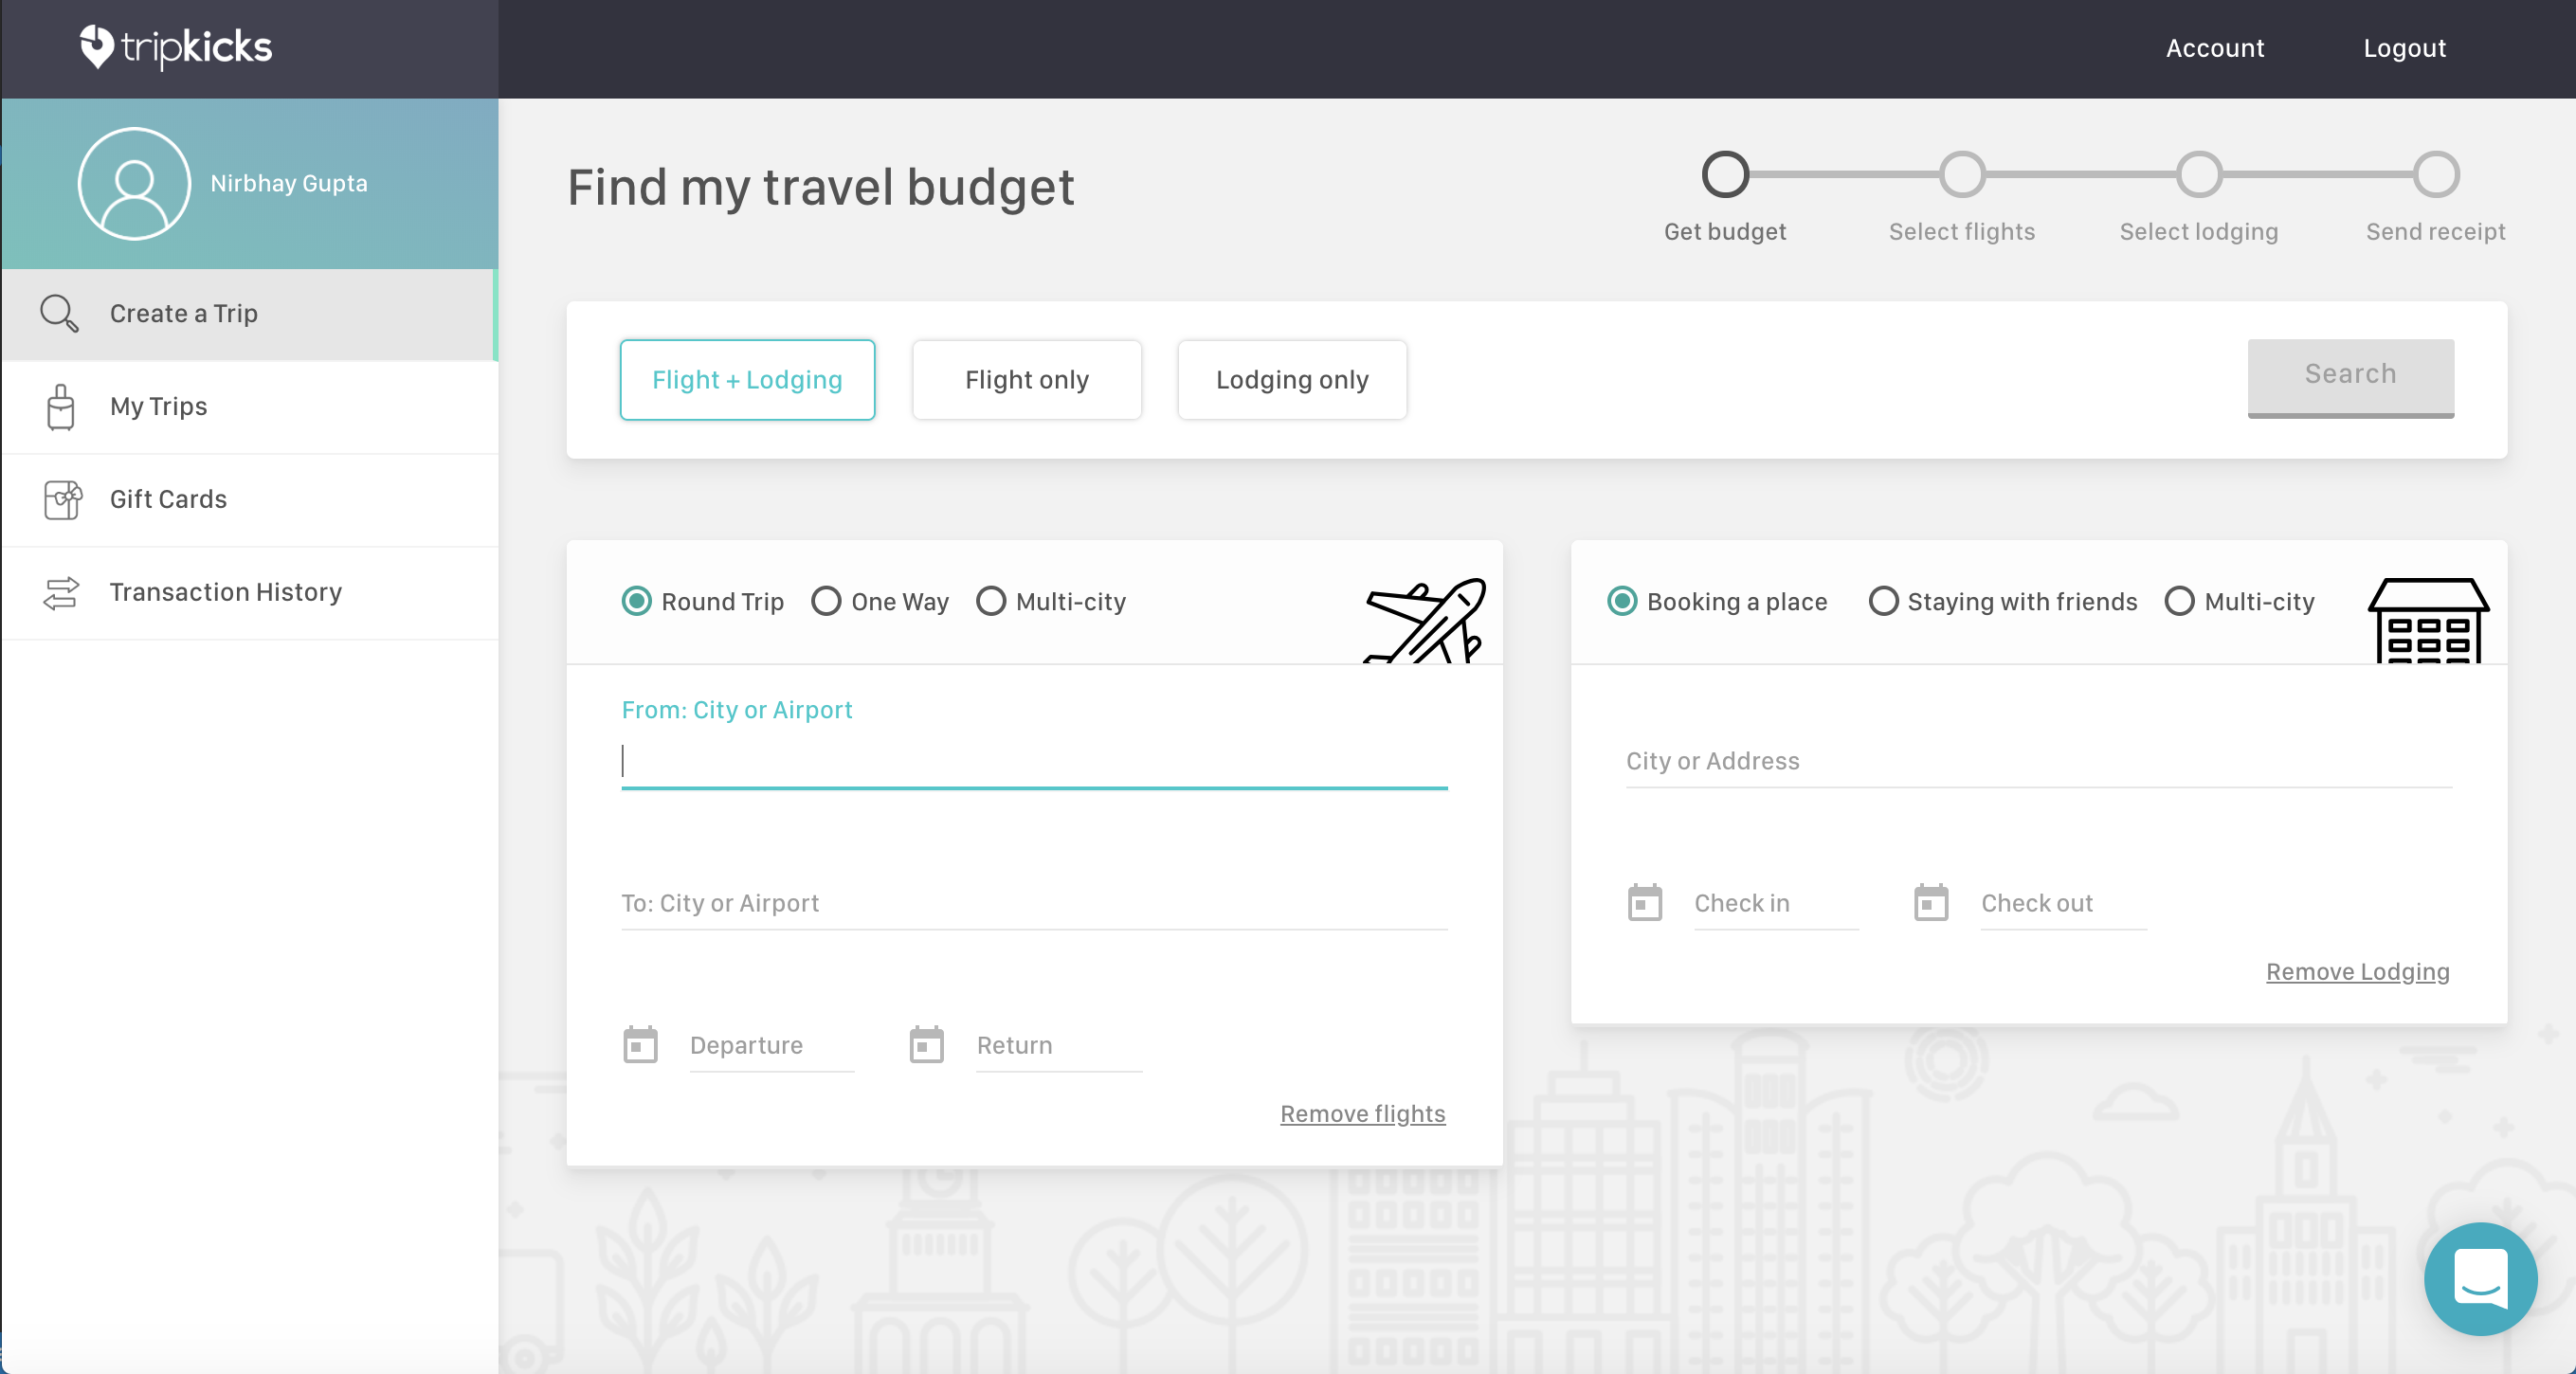 tripkicks
Account
Logout
Nirbhay Gupta
Create a Trip
My Trips
Gift Cards
Transaction History
Find my travel budget
Get budget
Select flights
Select lodging
Send receipt
Flight + Lodging
Flight only
Lodging only
Search
Round Trip
One Way
Multi-city
From: City or Airport
To: City or Airport
Departure
Return
Remove flights
Booking a place
Staying with friends
Multi-city
City or Address
Check in
Check out
Remove Lodging